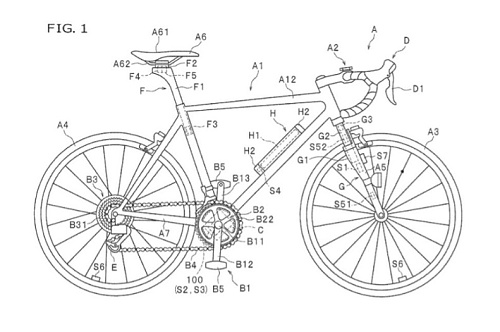 FIG. 1
A61 A6
A
A2 D
A62 F2
F4 F5
A1
F F1
A12
D1
H H2
G3
A4
F3
H1
G2
A3
S52
H2
G1
S7
B5
S1
A5
B3
B13
S4
G
B2
S51
B31
B22
A7
C
B11
S6
E
B4
B12
S6
100
(S2, S3)
B5
B1